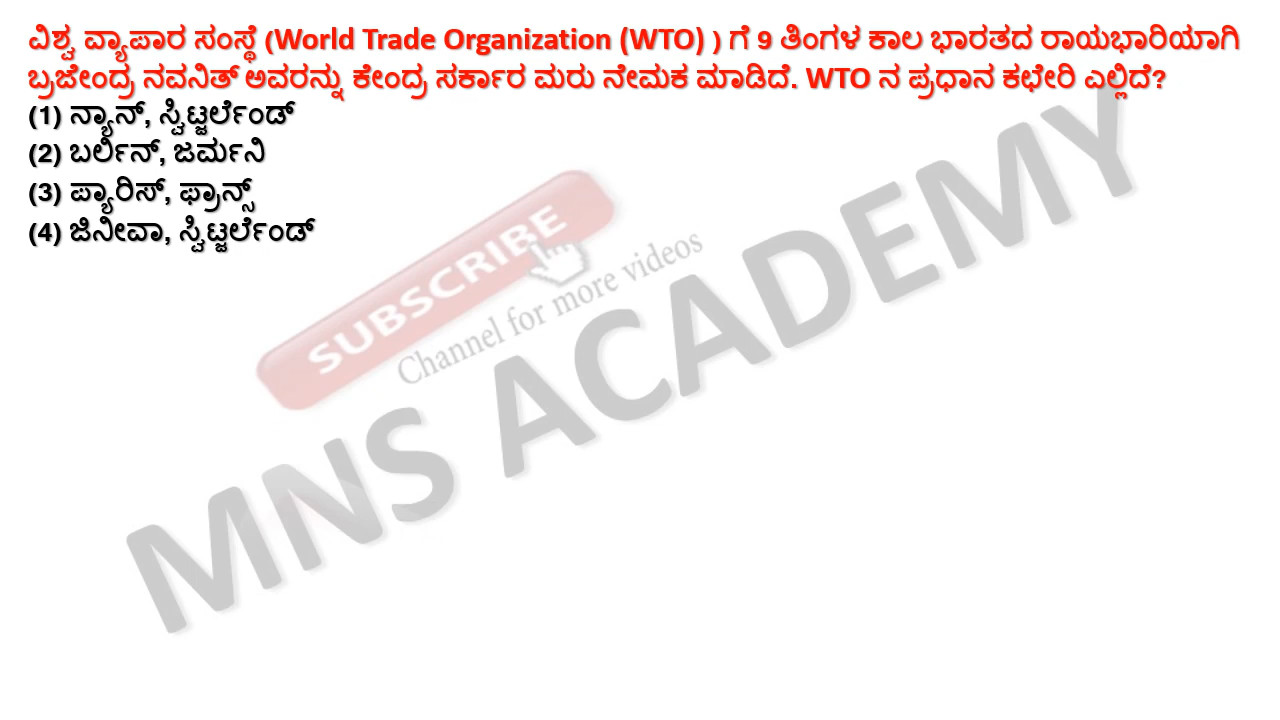 ವಿಶ್ವ ವ್ಯಾಪಾರ ಸಂಸ್ಥೆ (World Trade Organization (WTO) ) ಗೆ 9 ತಿಂಗಳ ಕಾಲ ಭಾರತದ ರಾಯಭಾರಿಯಾಗಿ
ಬ್ರಜೇಂದ್ರ ನವನಿತ್ ಅವರನ್ನು ಕೇಂದ್ರ ಸರ್ಕಾರ ಮರು ನೇಮಕ ಮಾಡಿದೆ. WTO ನ ಪ್ರಧಾನ ಕಛೇರಿ ಎಲ್ಲಿದೆ?
(1) ನ್ಯಾನ್, ಸ್ವಿಟ್ಜರ್ಲೆಂಡ್
(2) ಬರ್ಲಿನ್, ಜರ್ಮನಿ
(3) ಪ್ಯಾರಿಸ್, ಫ್ರಾನ್ಸ್
(4) ಜಿನೀವಾ, ಸ್ವಿಟ್ಜರ್ಲೆಂಡ್
SUBSCRIBE
Channel for more videos
MNS ACADEMY